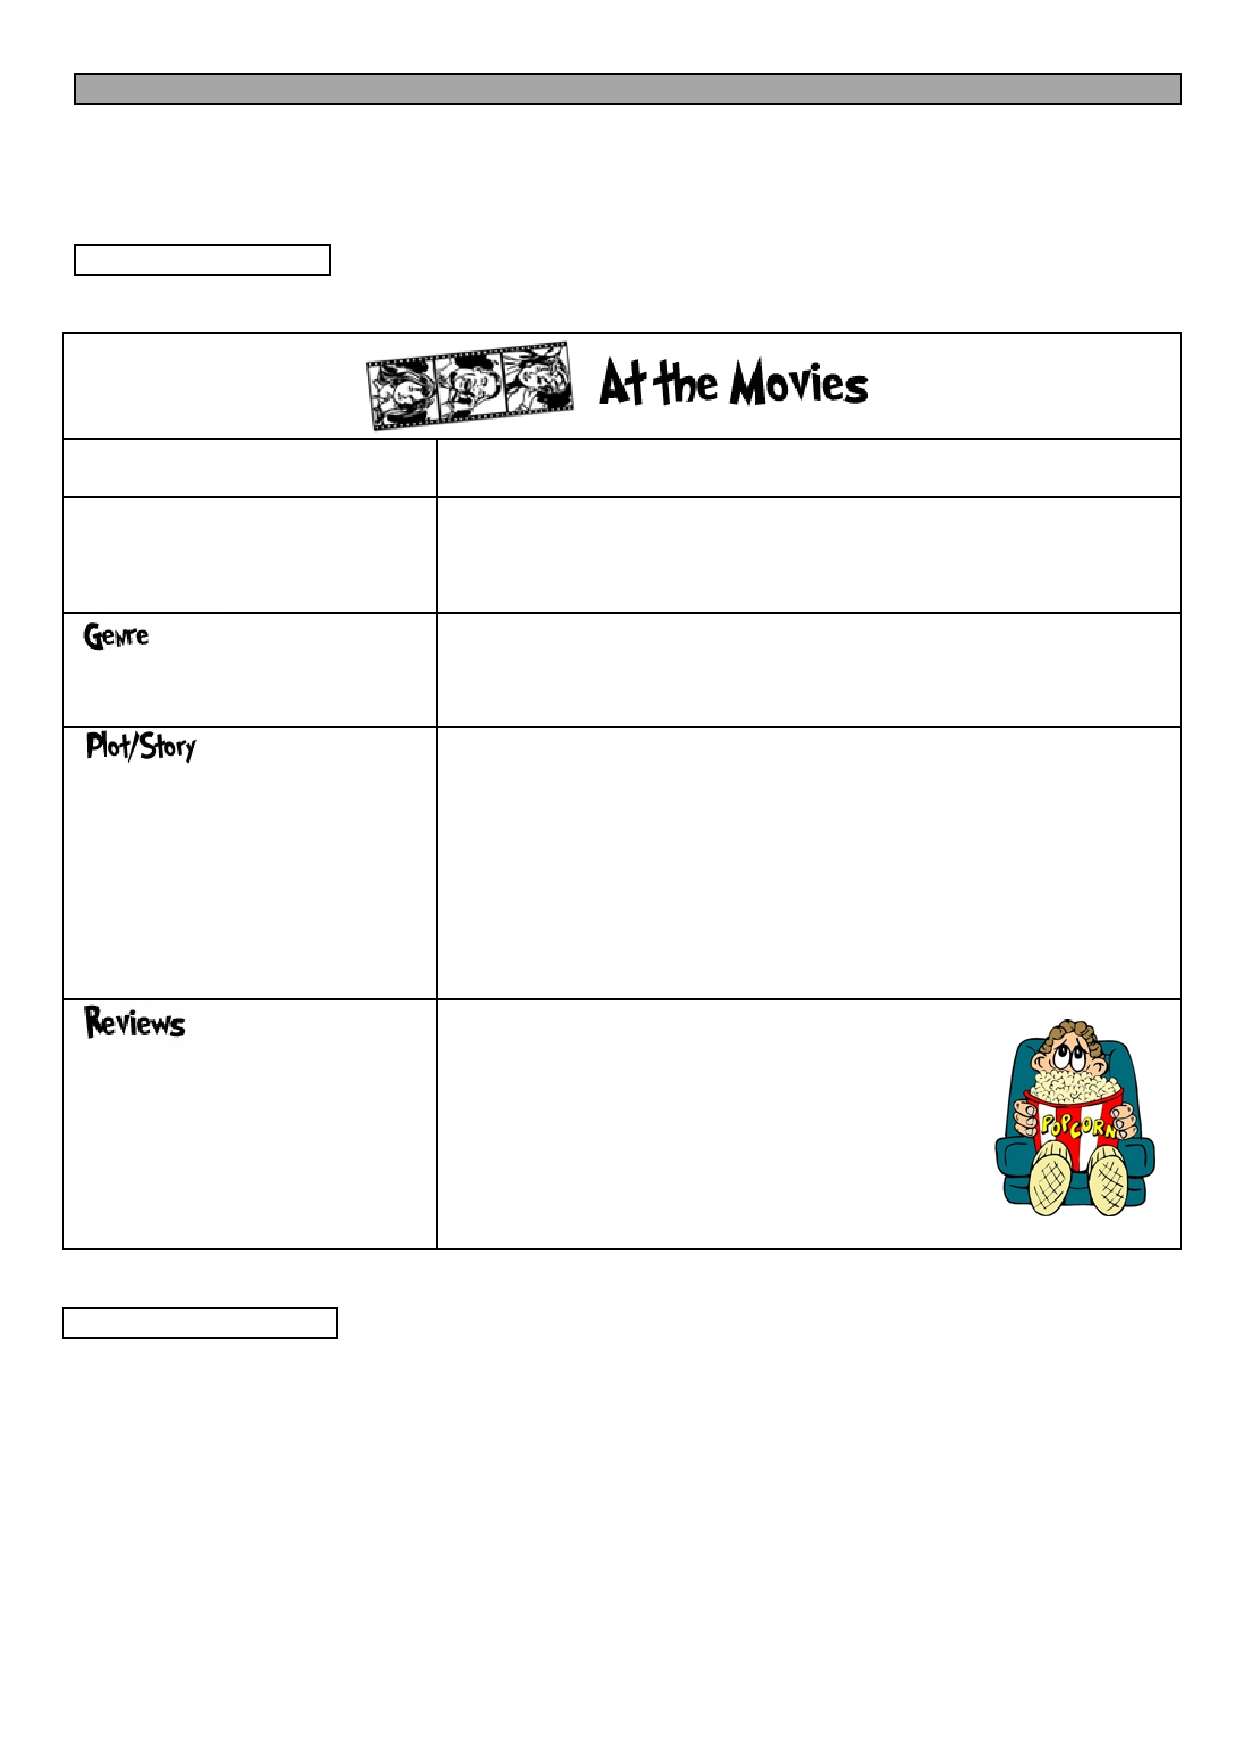 At the Movies
Genre
Plot/Story
Reviews
POPCORN